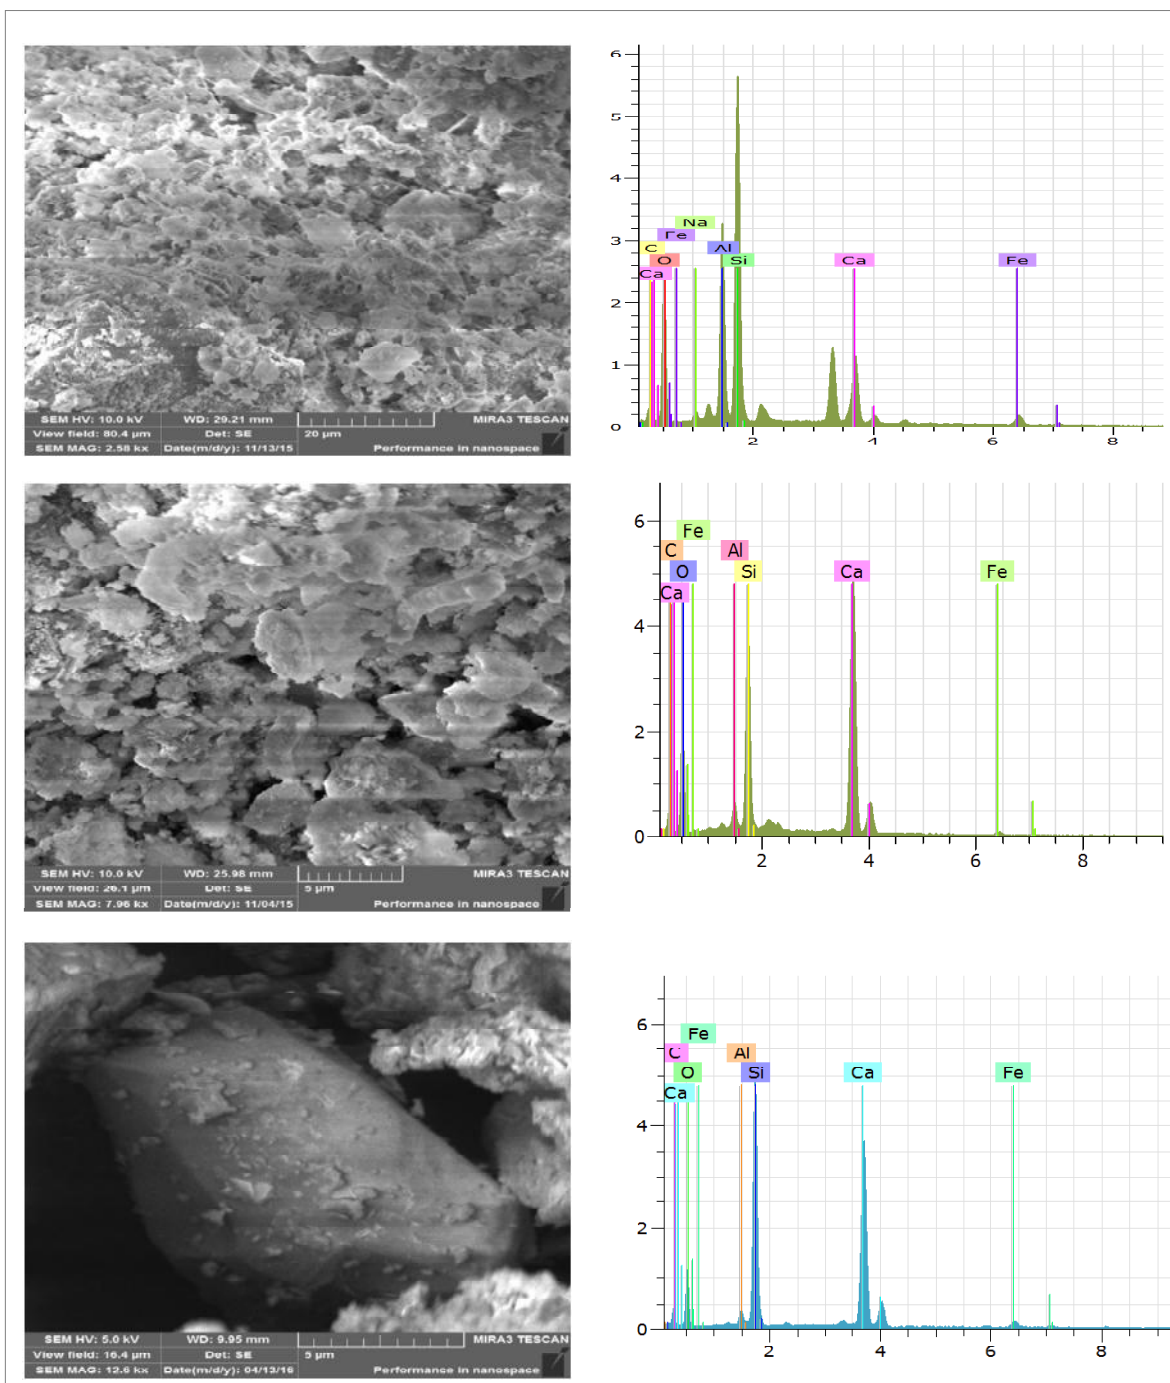 6
5
4
3
2
1
0
Na
Fe
C
Al
O
Si
Ca
Ca
Fe
2
4
6
8
SEM HV: 10.0 kV WD: 29.21 mm MIRA3 TESCAN
View field: 80.4 µm Det: SE 20 µm
SEM MAG: 2.58 kx Date(m/d/y): 11/13/15 Performance in nanospace
6
4
2
0
Fe
C
Al
O
Si
Ca
Fe
Ca
2
4
6
8
SEM HV: 10.0 kV WD: 25.98 mm MIRA3 TESCAN
View field: 26.1 µm Det: SE 5 µm
SEM MAG: 7.96 kx Date(m/d/y): 11/04/15 Performance in nanospace
6
4
2
0
Fe
C
Al
O
Si
Ca
Fe
Ca
2
4
6
8
SEM HV: 5.0 kV WD: 9.95 mm MIRA3 TESCAN
View field: 16.4 µm Det: SE 5 µm
SEM MAG: 12.6 kx Date(m/d/y): 04/13/16 Performance in nanospace